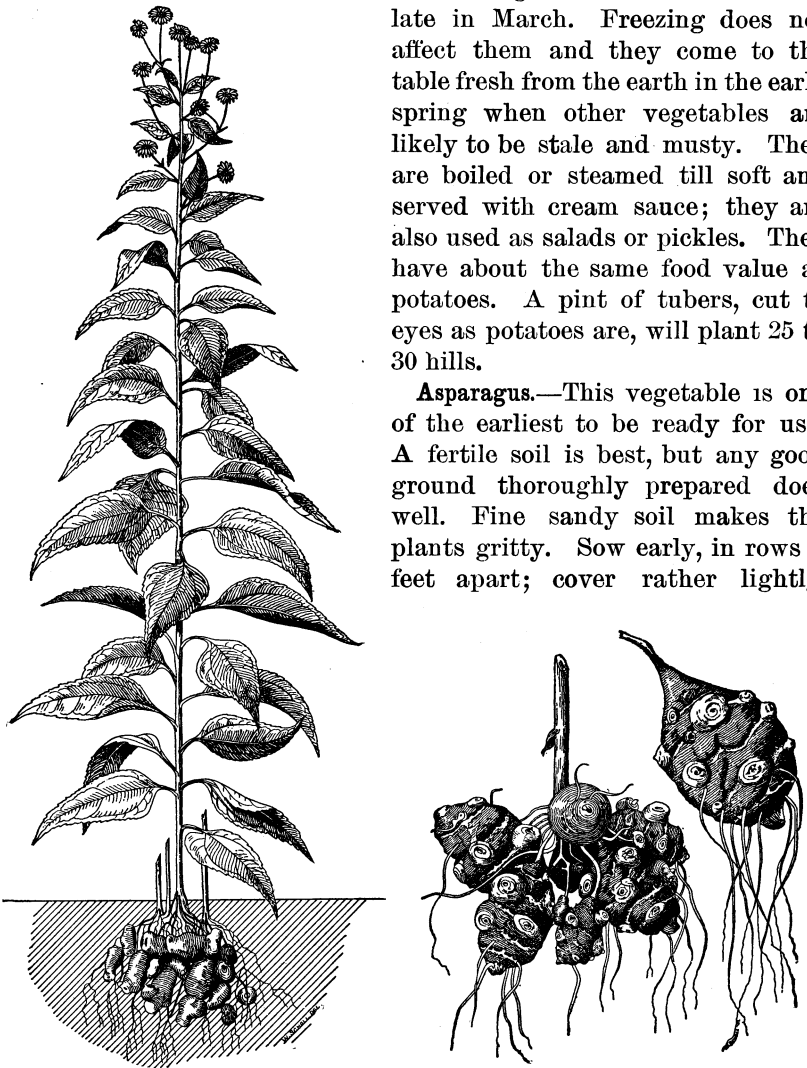 late in March. Freezing does no
affect them and they come to th
table fresh from the earth in the earl
spring when other vegetables ar
likely to be stale and musty. The
are boiled or steamed till soft an
served with cream sauce; they ar
also used as salads or pickles. The
have about the same food value a
potatoes. A pint of tubers, cut t
eyes as potatoes are, will plant 25 t
30 hills.
Asparagus.—This vegetable is on
of the earliest to be ready for us
A fertile soil is best, but any goo
ground thoroughly prepared doe
well. Fine sandy soil makes th
plants gritty. Sow early, in rows
feet apart; cover rather lightly